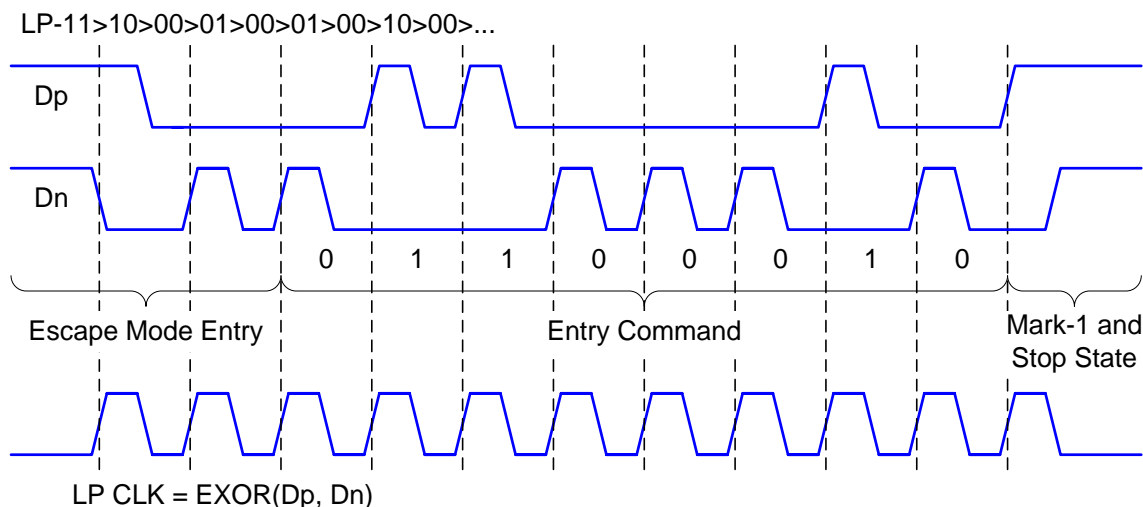 LP-11>10>00>01>00>01>00>10>00>...
Dp
Dn
0 1 1 0 0 0 1 0
Escape Mode Entry
Entry Command
Mark-1 and
Stop State
LP CLK = EXOR(Dp, Dn)